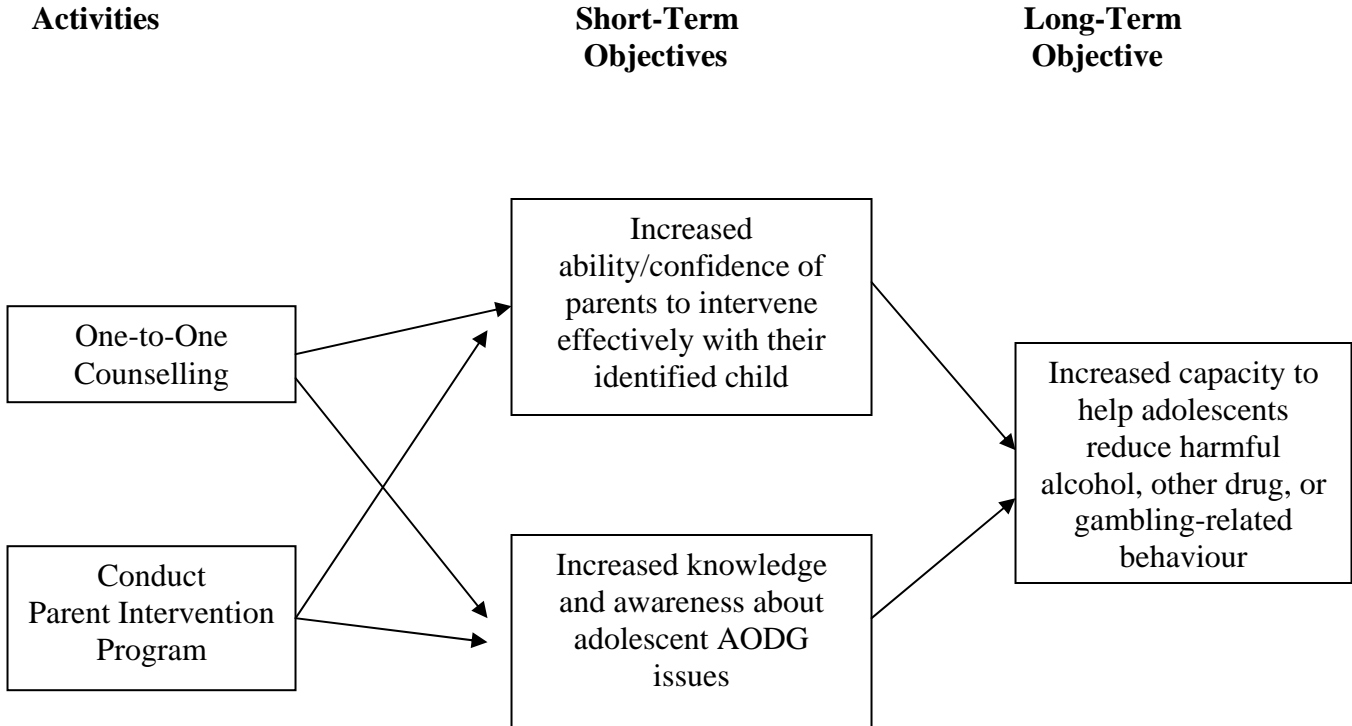 Activities
Short-Term
Objectives
Long-Term
Objective
One-to-One
Counselling
Conduct
Parent Intervention
Program
Increased
ability/confidence of
parents to intervene
effectively with their
identified child
Increased knowledge
and awareness about
adolescent AODG
issues
Increased capacity to
help adolescents
reduce harmful
alcohol, other drug, or
gambling-related
behaviour